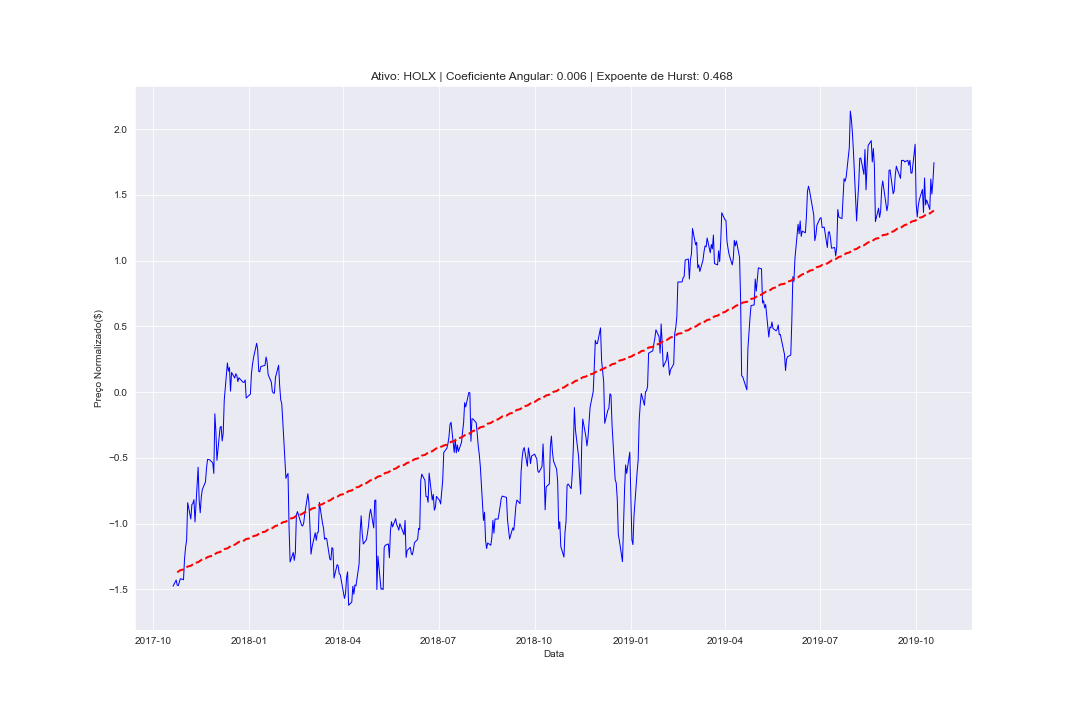 Ativo: HOLX | Coeficiente Angular: 0.006 | Expoente de Hurst: 0.468
Preço Normalizado($)
2.0
1.5
1.0
0.5
0.0
−0.5
−1.0
−1.5
2017-10 2018-01 2018-04 2018-07 2018-10 2019-01 2019-04 2019-07 2019-10
Data